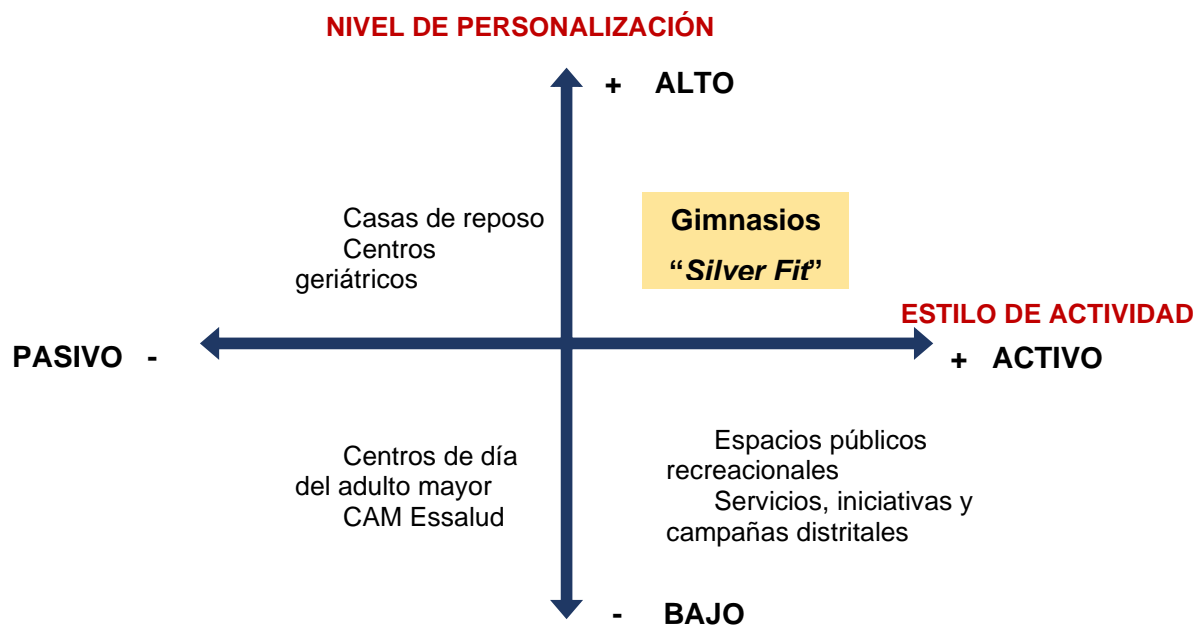 NIVEL DE PERSONALIZACIÓN
+ ALTO
Casas de reposo
Centros
geriátricos
Gimnasios
“Silver Fit”
ESTILO DE ACTIVIDAD
PASIVO -
+ ACTIVO
Centros de día
del adulto mayor
CAM Essalud
Espacios públicos
recreacionales
Servicios, iniciativas y
campañas distritales
- BAJO